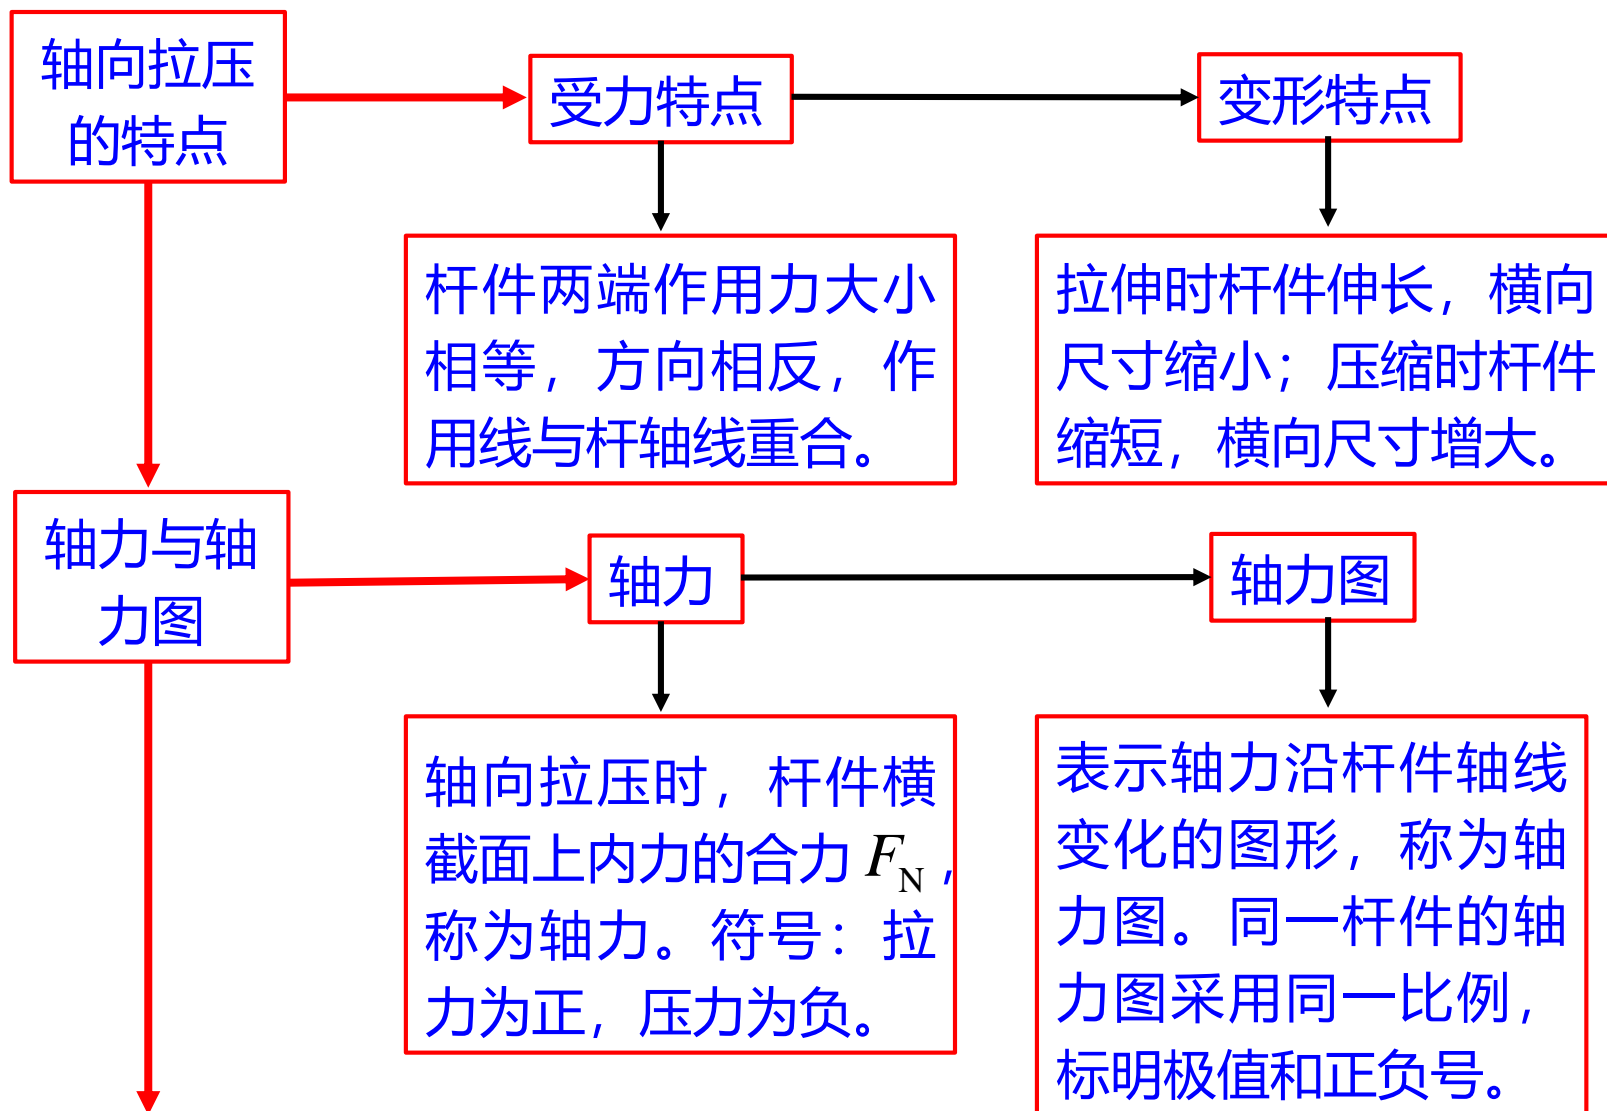 轴向拉压
的特点
受力特点
变形特点
杆件两端作用力大小
相等，方向相反，作
用线与杆轴线重合。
拉伸时杆件伸长，横向
尺寸缩小；压缩时杆件
缩短，横向尺寸增大。
轴力与轴
力图
轴力
轴力图
轴向拉压时，杆件横
截面上内力的合力 F_N ，
称为轴力。符号：拉
力为正，压力为负。
表示轴力沿杆件轴线
变化的图形，称为轴
力图。同一杆件的轴
力图采用同一比例，
标明极值和正负号。